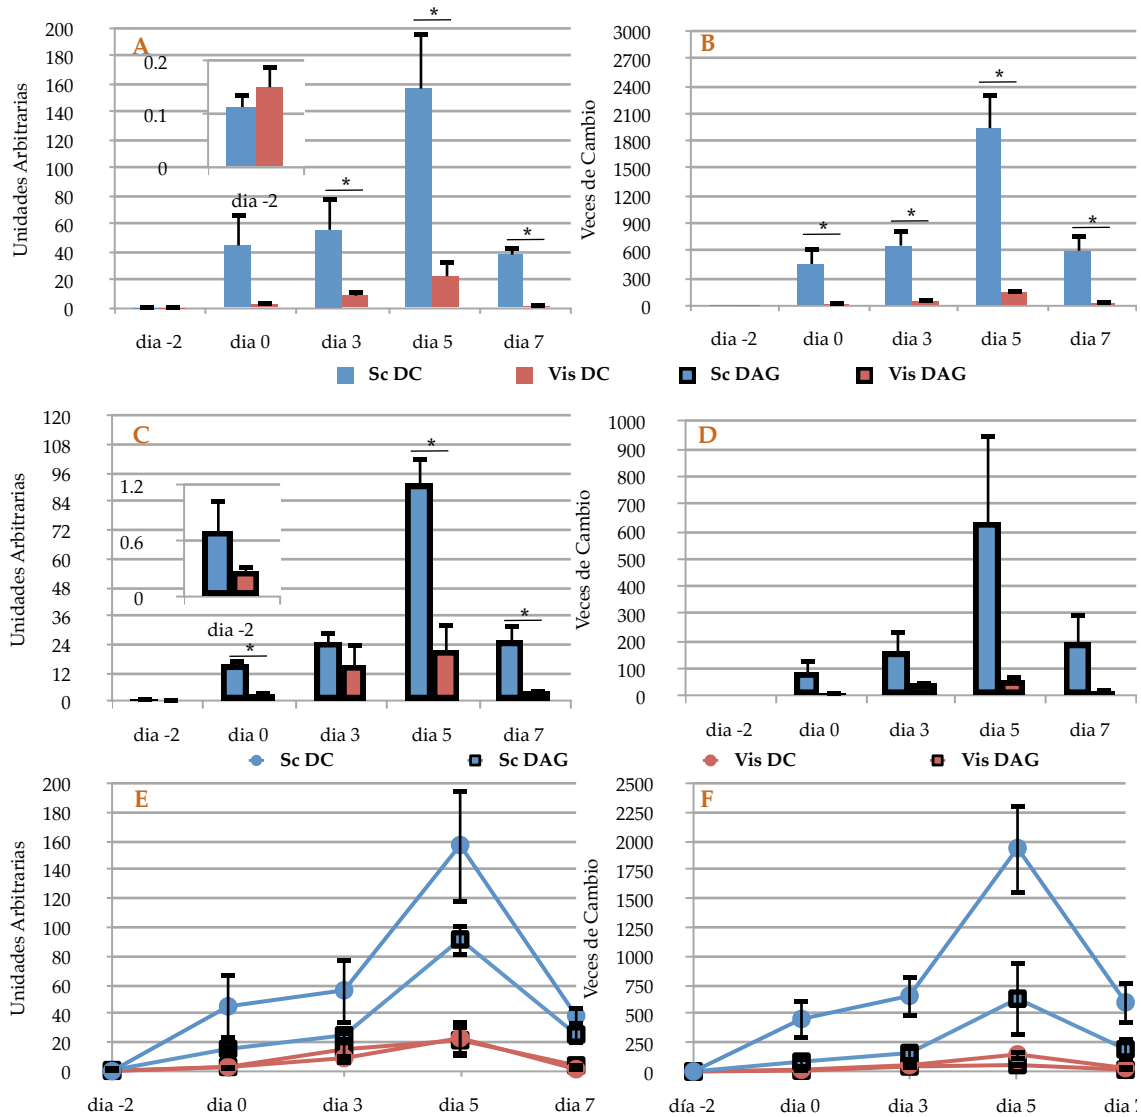 A
Unidades Arbitrarias
200
180
160
140
120
100
80
60
40
20
0
0.2
0.1
0
dia -2
*
*
*
dia -2
dia 0
dia 3
dia 5
dia 7
B
Veces de Cambio
3000
2700
2400
2100
1800
1500
1200
900
600
300
0
*
*
*
*
dia -2
dia 0
dia 3
dia 5
dia 7
Sc DC
Vis DC
Sc DAG
Vis DAG
C
Unidades Arbitrarias
120
108
96
84
72
60
48
36
24
12
0
1.2
0.6
0
dia -2
*
*
*
dia -2
dia 0
dia 3
dia 5
dia 7
D
Veces de Cambio
1000
900
800
700
600
500
400
300
200
100
0
dia -2
dia 0
dia 3
dia 5
dia 7
Sc DC
Sc DAG
Vis DC
Vis DAG
E
Unidades Arbitrarias
200
180
160
140
120
100
80
60
40
20
0
dia -2
dia 0
dia 3
dia 5
dia 7
F
Veces de Cambio
2500
2250
2000
1750
1500
1250
1000
750
500
250
0
día -2
dia 0
dia 3
dia 5
dia 7